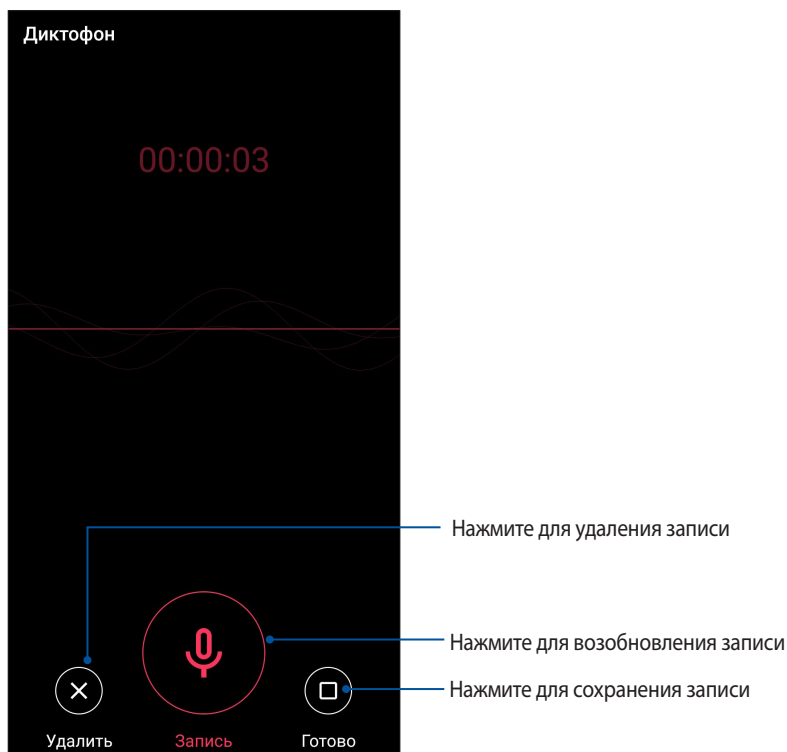 Диктофон
00:00:03
Нажмите для удаления записи
Нажмите для возобновления записи
Нажмите для сохранения записи
Удалить
Запись
Готово